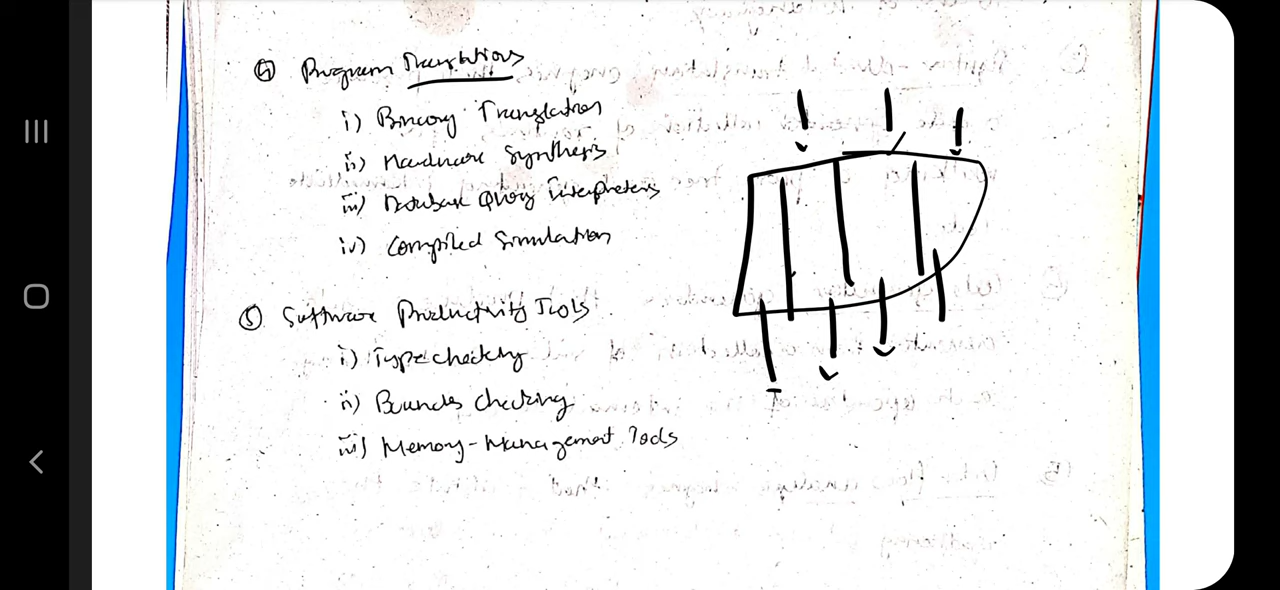 ④ Program Translations
i) Binary Translation
ii) Hardware Synthesis
iii) Database Query Interpreters
iv) Compiled Simulation
⑤ Software Productivity Tools
i) Type checking
ii) Bounds Checking
iii) Memory-Management Tools